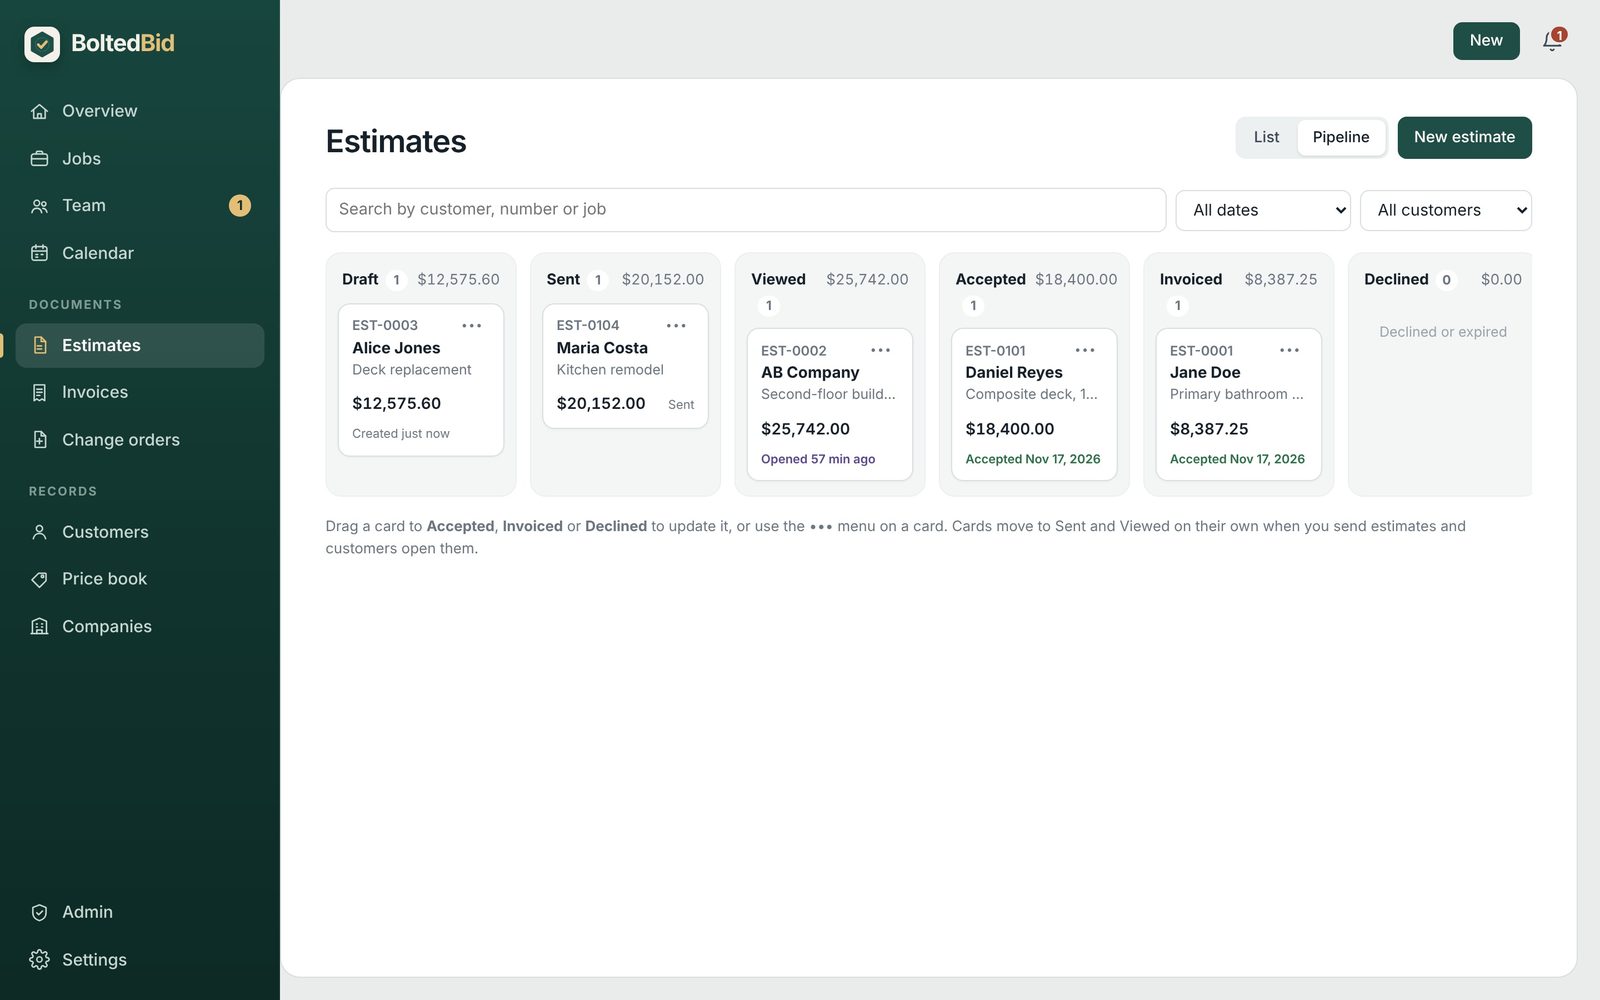 BoltedBid
Overview
Jobs
Team 1
Calendar
DOCUMENTS
Estimates
Invoices
Change orders
RECORDS
Customers
Price book
Companies
Admin
Settings
New 1
Estimates
List Pipeline New estimate
Search by customer, number or job All dates All customers
Draft 1 $12,575.60
EST-0003 •••
Alice Jones
Deck replacement
$12,575.60
Created just now
Sent 1 $20,152.00
EST-0104 •••
Maria Costa
Kitchen remodel
$20,152.00 Sent
Viewed $25,742.00
1
EST-0002 •••
AB Company
Second-floor build...
$25,742.00
Opened 57 min ago
Accepted $18,400.00
1
EST-0101 •••
Daniel Reyes
Composite deck, 1...
$18,400.00
Accepted Nov 17, 2026
Invoiced $8,387.25
1
EST-0001 •••
Jane Doe
Primary bathroom ...
$8,387.25
Accepted Nov 17, 2026
Declined 0 $0.00
Declined or expired
Drag a card to Accepted, Invoiced or Declined to update it, or use the ••• menu on a card. Cards move to Sent and Viewed on their own when you send estimates and
customers open them.